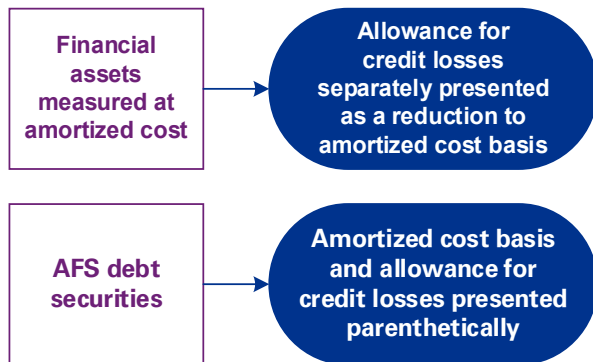 Financial
assets
measured at
amortized cost
Allowance for
credit losses
separately presented
as a reduction to
amortized cost basis
AFS debt
securities
Amortized cost basis
and allowance for
credit losses presented
parenthetically